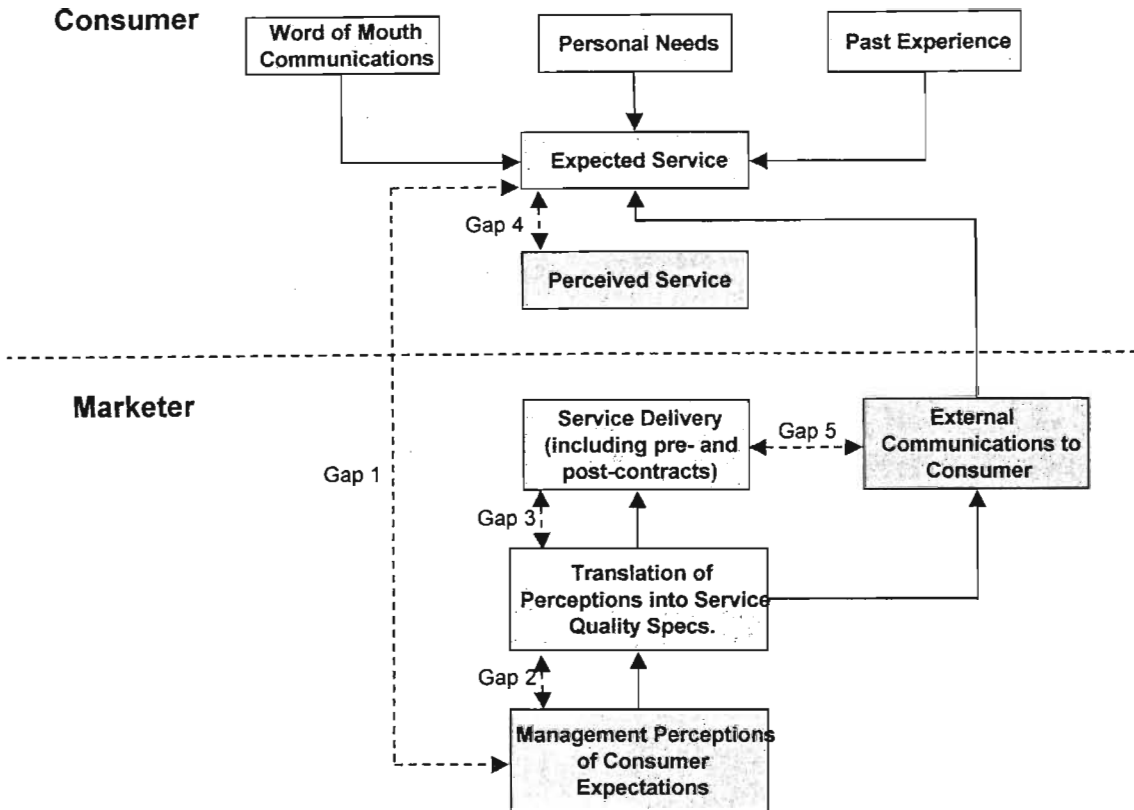 Consumer
Word of Mouth
Communications
Personal Needs
Past Experience
Expected Service
Gap 4
Perceived Service
Marketer
Service Delivery
(including pre- and
post-contracts)
Gap 5
External
Communications to
Consumer
Gap 1
Gap 3
Translation of
Perceptions into Service
Quality Specs.
Gap 2
Management Perceptions
of Consumer
Expectations